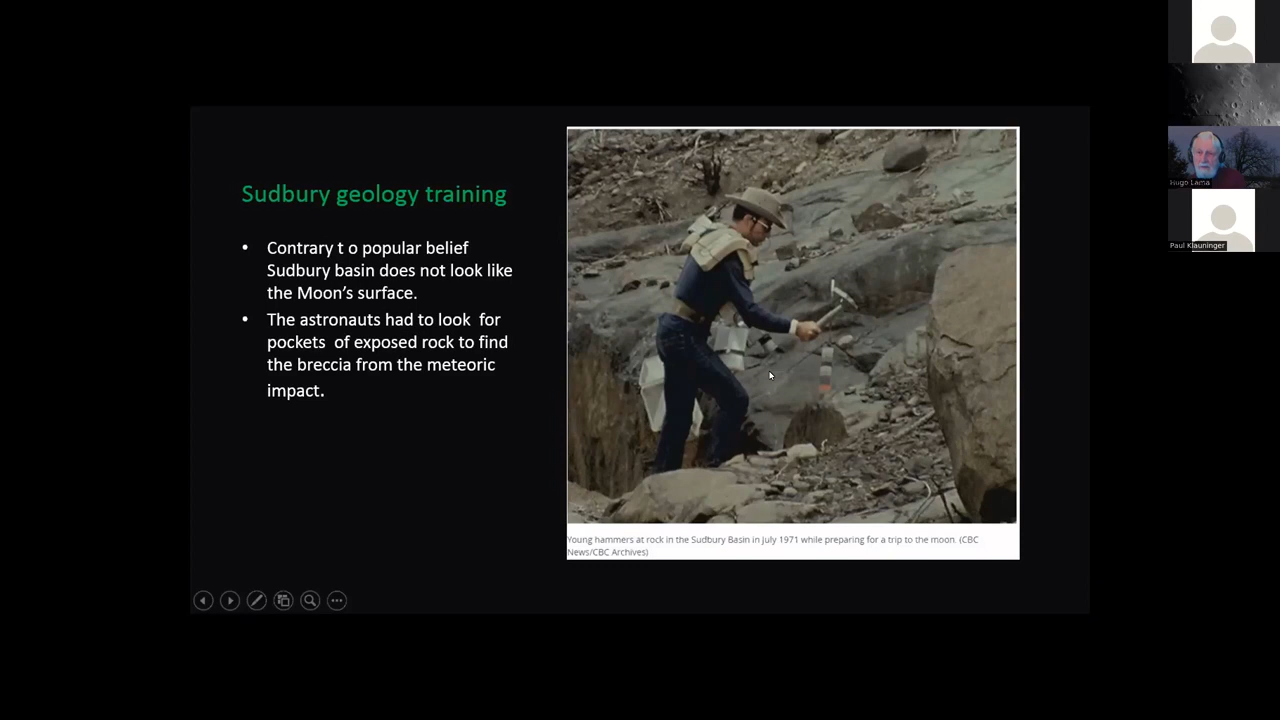 Sudbury geology training
• Contrary t o popular belief
Sudbury basin does not look like
the Moon's surface.
• The astronauts had to look for
pockets of exposed rock to find
the breccia from the meteoric
impact.
Young hammers at rock in the Sudbury Basin in July 1971 while preparing for a trip to the moon. (CBC
News/CBC Archives)
Hugo Lama
Paul Klauninger